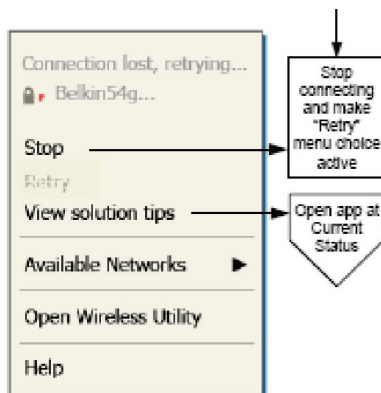 Connection lost, retrying...
Belkin54g...
Stop
Retry
View solution tips
Available Networks
Open Wireless Utility
Help
Stop
connecting
and make
"Retry"
menu choice
active
Open app at
Current
Status